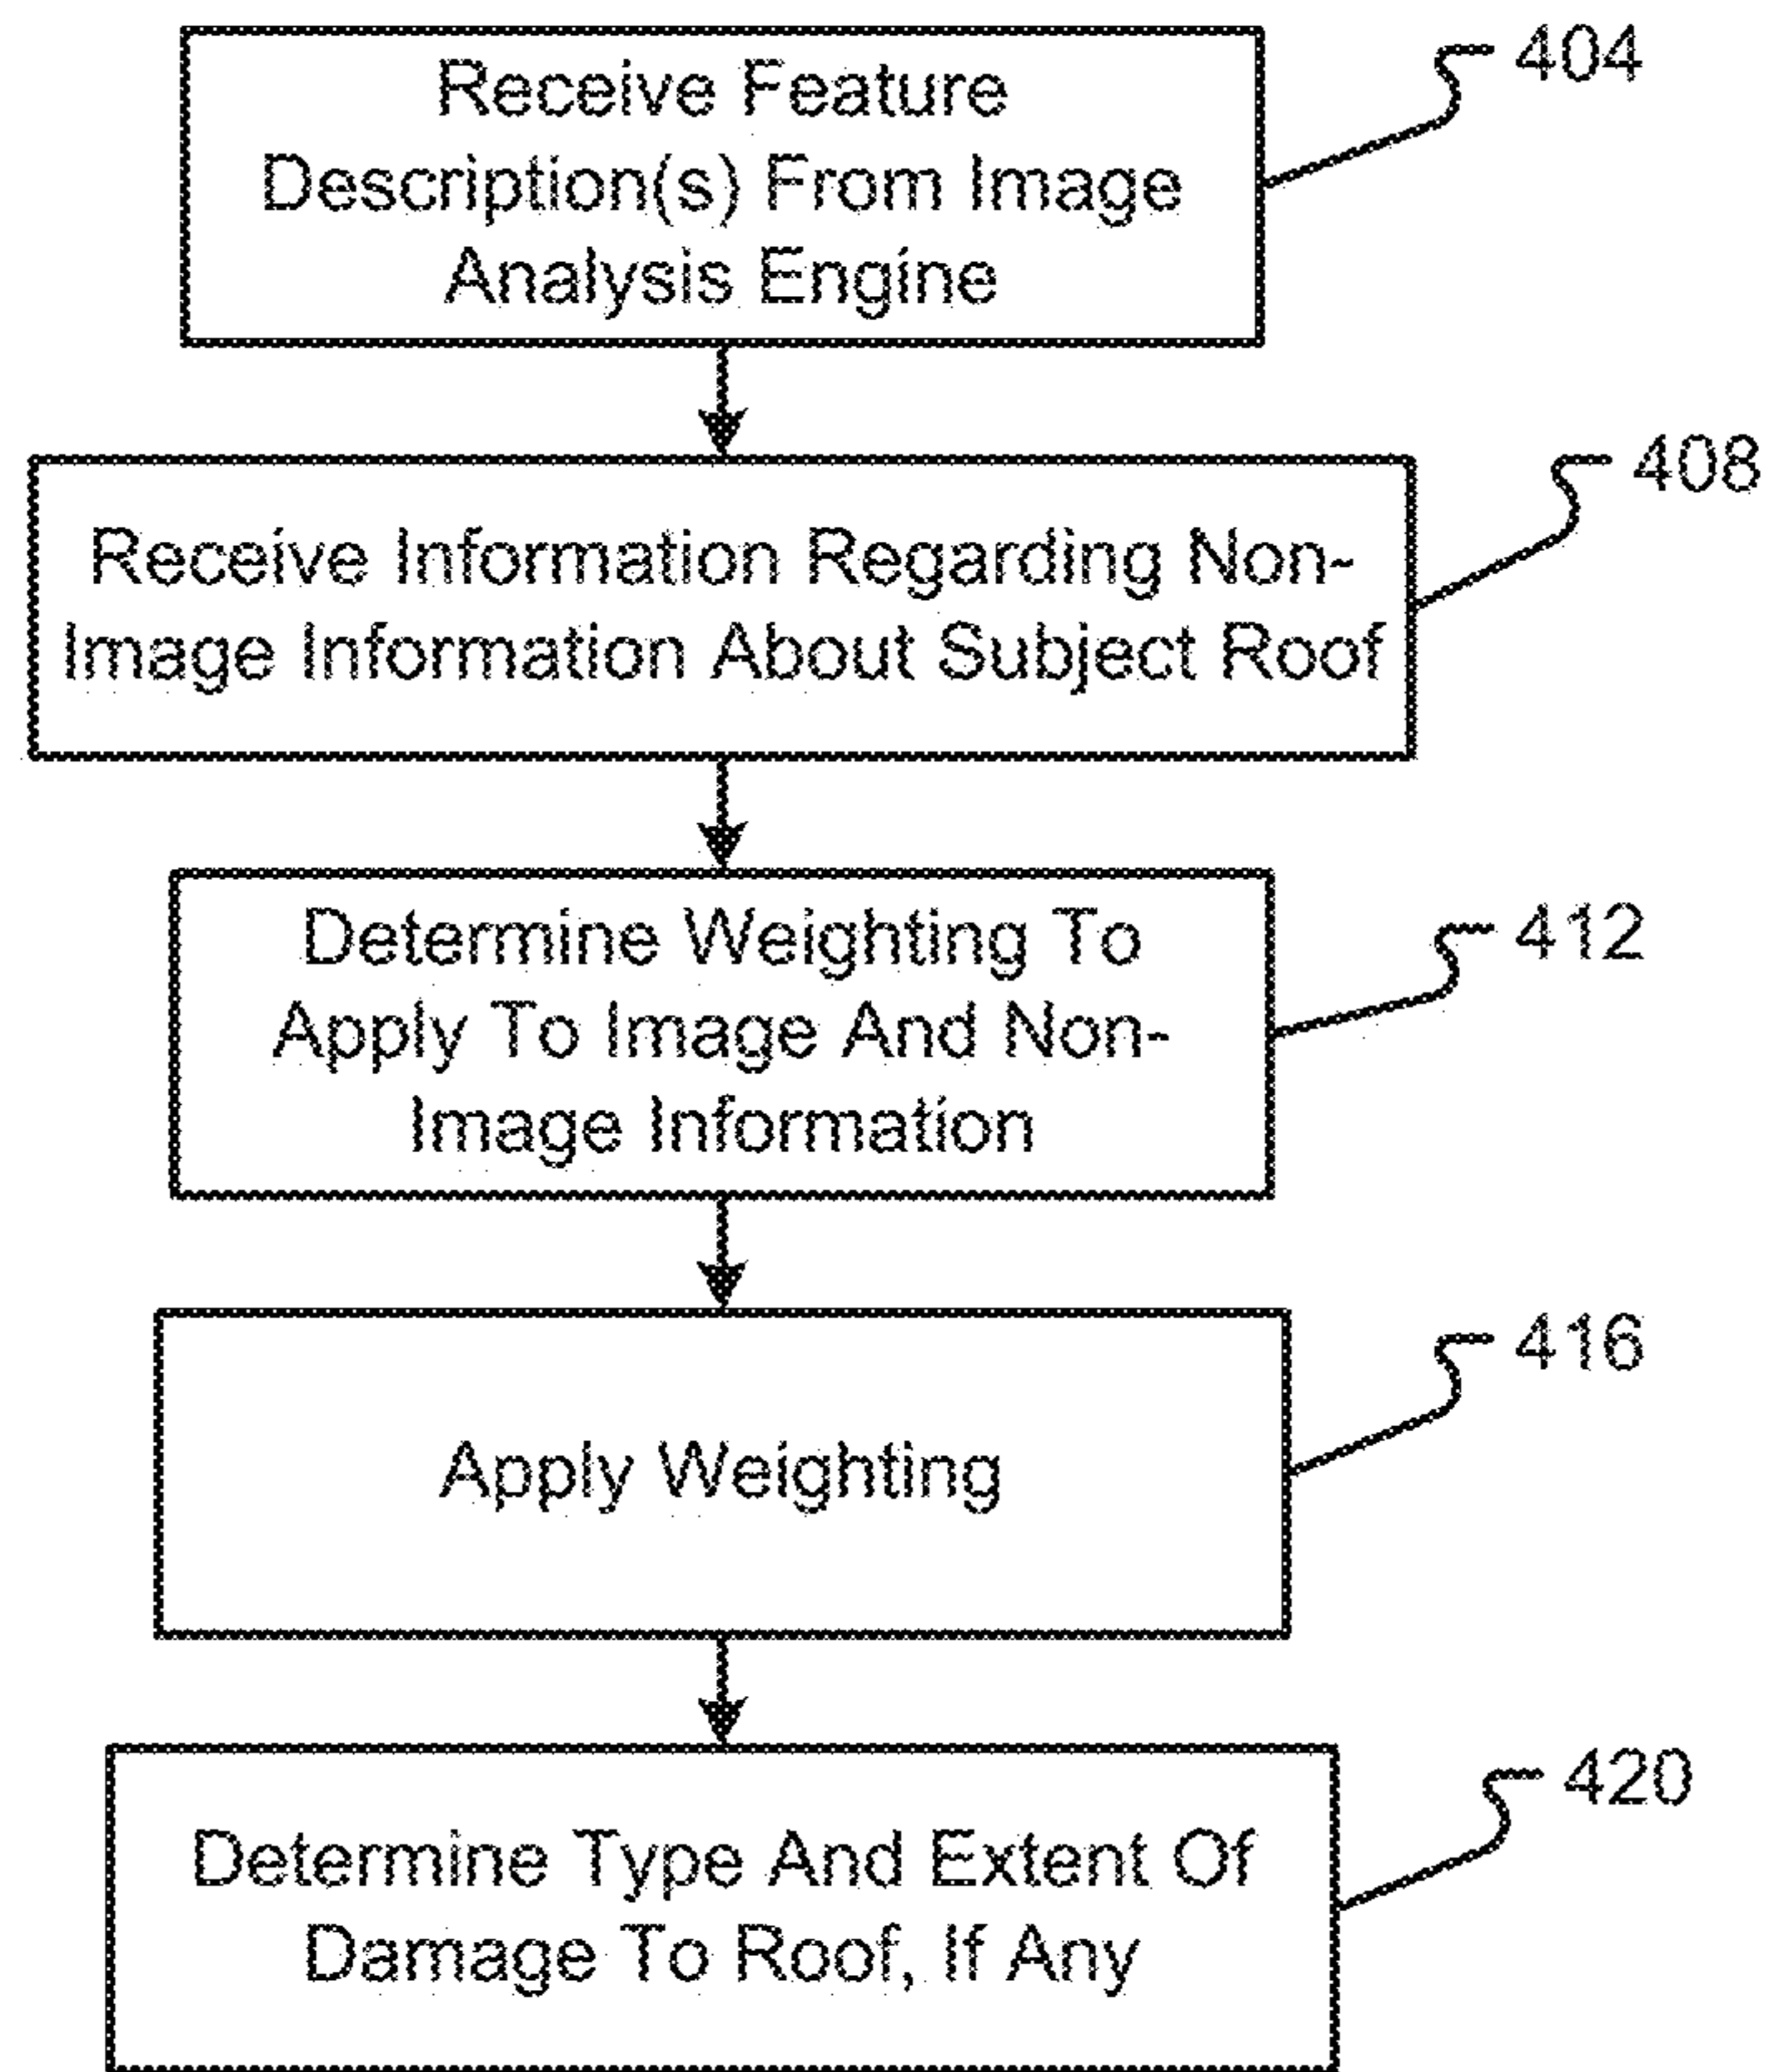 Receive Feature
Description(s) From Image
Analysis Engine
404
Receive Information Regarding Non-
Image Information About Subject Roof
408
Determine Weighting To
Apply To Image And Non-
Image Information
412
Apply Weighting
416
Determine Type And Extent Of
Damage To Roof, If Any
420